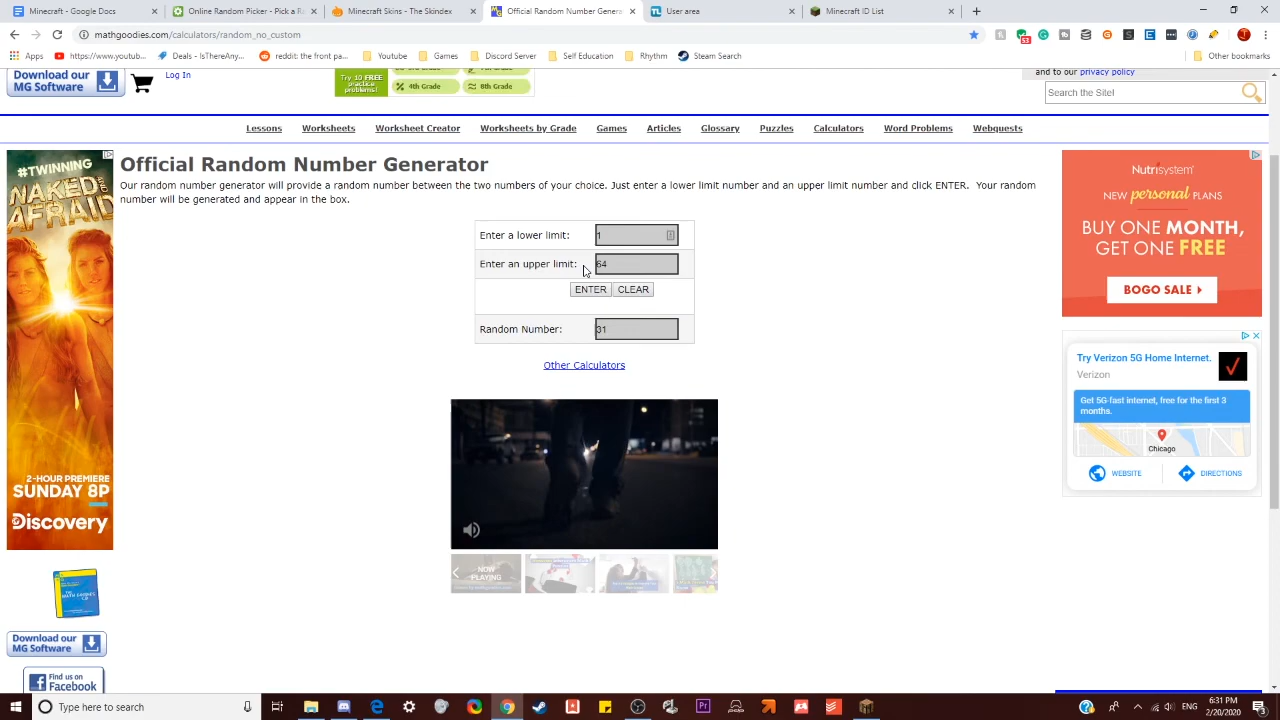 Minecraft - Google Docs
Random Option Picker - Pick a R
Minecraft Skins - The Skindex
Official Random Number Generat
User area
Minecraft ID List
mathgoodies.com/calculators/random_no_custom
Apps
https://www.youtub...
Deals - IsThereAny...
reddit: the front pa...
Youtube
Games
Discord Server
Self Education
Rhythm
Steam Search
Other bookmarks
Download our
MG Software
Log In
Try 10 FREE
practice
problems!
4th Grade
8th Grade
and to our privacy policy
Search the Site!
Lessons
Worksheets
Worksheet Creator
Worksheets by Grade
Games
Articles
Glossary
Puzzles
Calculators
Word Problems
Webquests
Official Random Number Generator
Our random number generator will provide a random number between the two numbers of your choice. Just enter a lower limit number and an upper limit number and click ENTER. Your random
number will be generated and appear in the box.
Enter a lower limit: 1
Enter an upper limit: 64
ENTER CLEAR
Random Number: 31
Other Calculators
NOW
PLAYING
#TWINNING
NAKED
AFRAID
2-HOUR PREMIERE
SUNDAY 8P
Discovery
Download our
MG Software
Find us on
Facebook
Nutrisystem
NEW personal PLANS
BUY ONE MONTH,
GET ONE FREE
BOGO SALE
Try Verizon 5G Home Internet.
Verizon
Get 5G-fast internet, free for the first 3
months.
Chicago
WEBSITE
DIRECTIONS
Type here to search
6:31 PM
2/20/2020